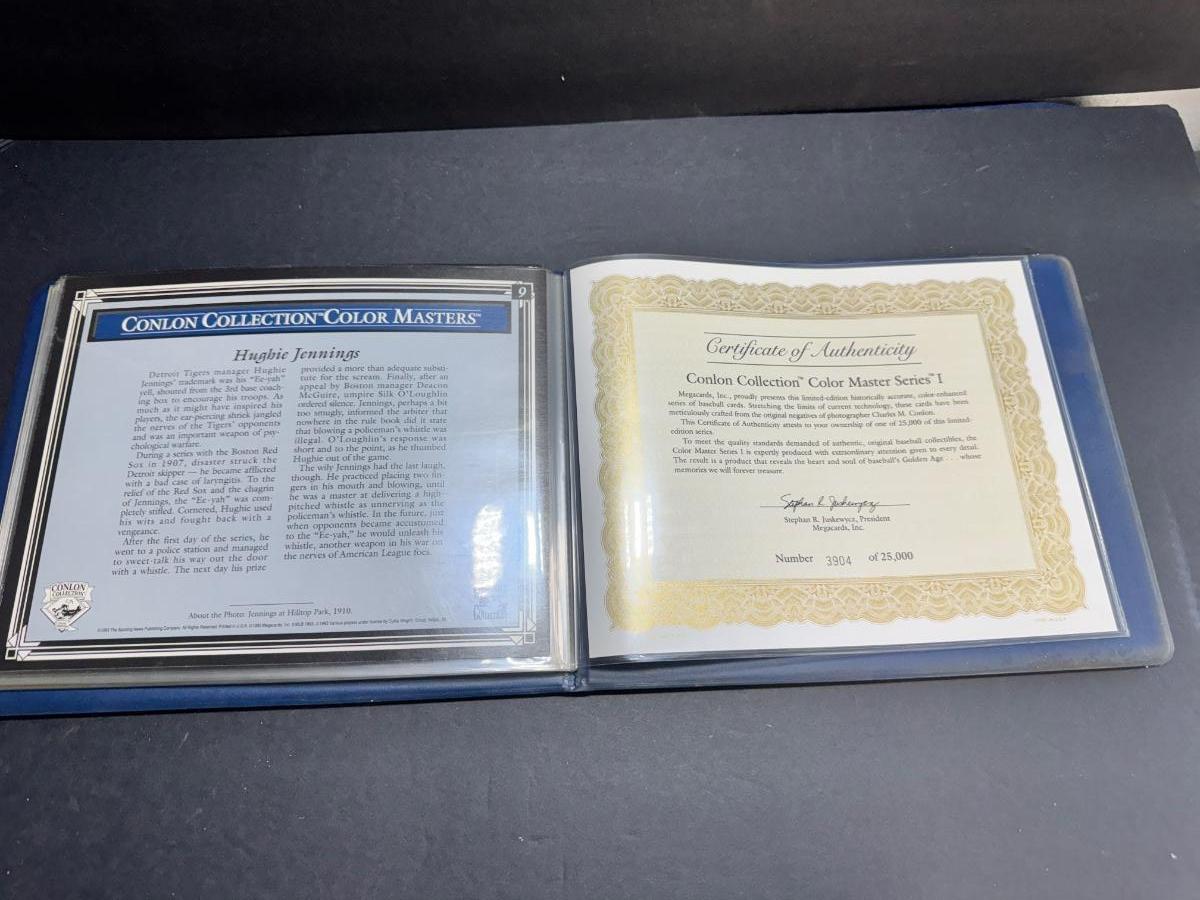 9
CONLON COLLECTION™ COLOR MASTERS™
Hughie Jennings
Detroit Tigers manager Hughie
Jennings' trademark was his "Ee-yah"
yell, shouted from the 3rd base coach-
ing box to encourage his troops. As
much as it might have inspired his
players, the ear-piercing shriek jangled
the nerves of the Tigers' opponents
and was an important weapon of psy-
chological warfare.
During a series with the Boston Red
Sox in 1907, disaster struck the
Detroit skipper — he became afflicted
with a bad case of laryngitis. To the
relief of the Red Sox and the chagrin
of Jennings, the "Ee-yah" was com-
pletely stifled. Cornered, Hughie used
his wits and fought back with a
vengeance.
After the first day of the series, he
went to a police station and managed
to sweet-talk his way out the door
with a whistle. The next day his prize
provided a more than adequate substi-
tute for the scream. Finally, after an
appeal by Boston manager Deacon
McGuire, umpire Silk O'Loughlin
ordered silence. Jennings, perhaps a bit
too smugly, informed the arbiter that
nowhere in the rule book did it state
that blowing a policeman's whistle was
illegal. O'Loughlin's response was
short and to the point, as he thumbed
Hughie out of the game.
The wily Jennings had the last laugh,
though. He practiced placing two fin-
gers in his mouth and blowing, until
he was a master at delivering a high-
pitched whistle as unnerving as the
policeman's whistle. In the future, just
when opponents became accustomed
to the "Ee-yah," he would unleash his
whistle, another weapon in his war on
the nerves of American League foes.
CONLON
COLLECTION
About the Photo: Jennings at Hilltop Park, 1910.
Certificate of Authenticity
Conlon Collection™ Color Master Series™ I
Megacards, Inc., proudly presents this limited-edition historically accurate, color-enhanced
series of baseball cards. Stretching the limits of current technology, these cards have been
meticulously crafted from the original negatives of photographer Charles M. Conlon.
This Certificate of Authenticity attests to your ownership of one of 25,000 of this limited-
edition series.
To meet the quality standards demanded of authentic, original baseball collectibles, the
Color Master Series I is expertly produced with extraordinary attention given to every detail.
The result is a product that reveals the heart and soul of baseball's Golden Age . . . whose
memories we will forever treasure.
Stephan R. Juskewycz
Stephan R. Juskewycz, President
Megacards, Inc.
Number 3904 of 25,000